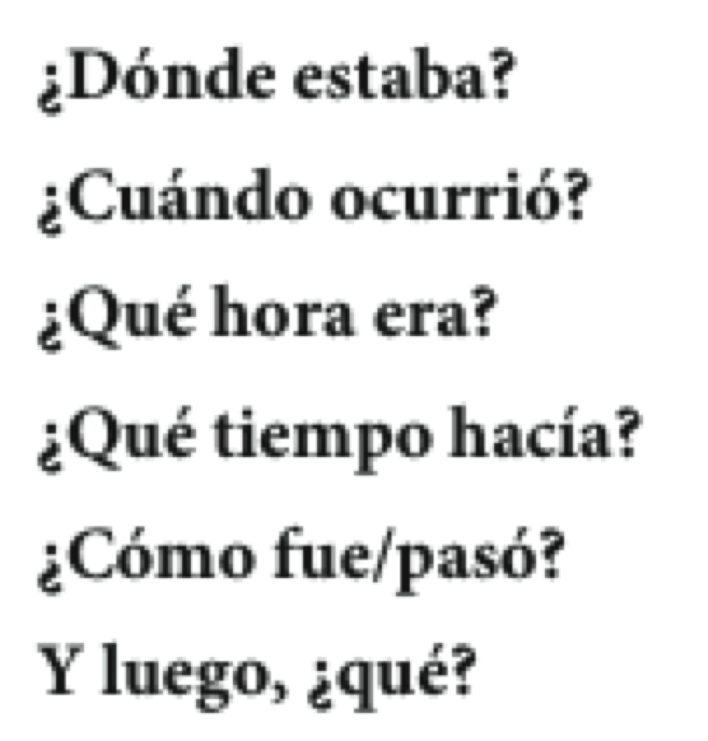 ¿Dónde estaba?
¿Cuándo ocurrió?
¿Qué hora era?
¿Qué tiempo hacía?
¿Cómo fue/pasó?
Y luego, ¿qué?